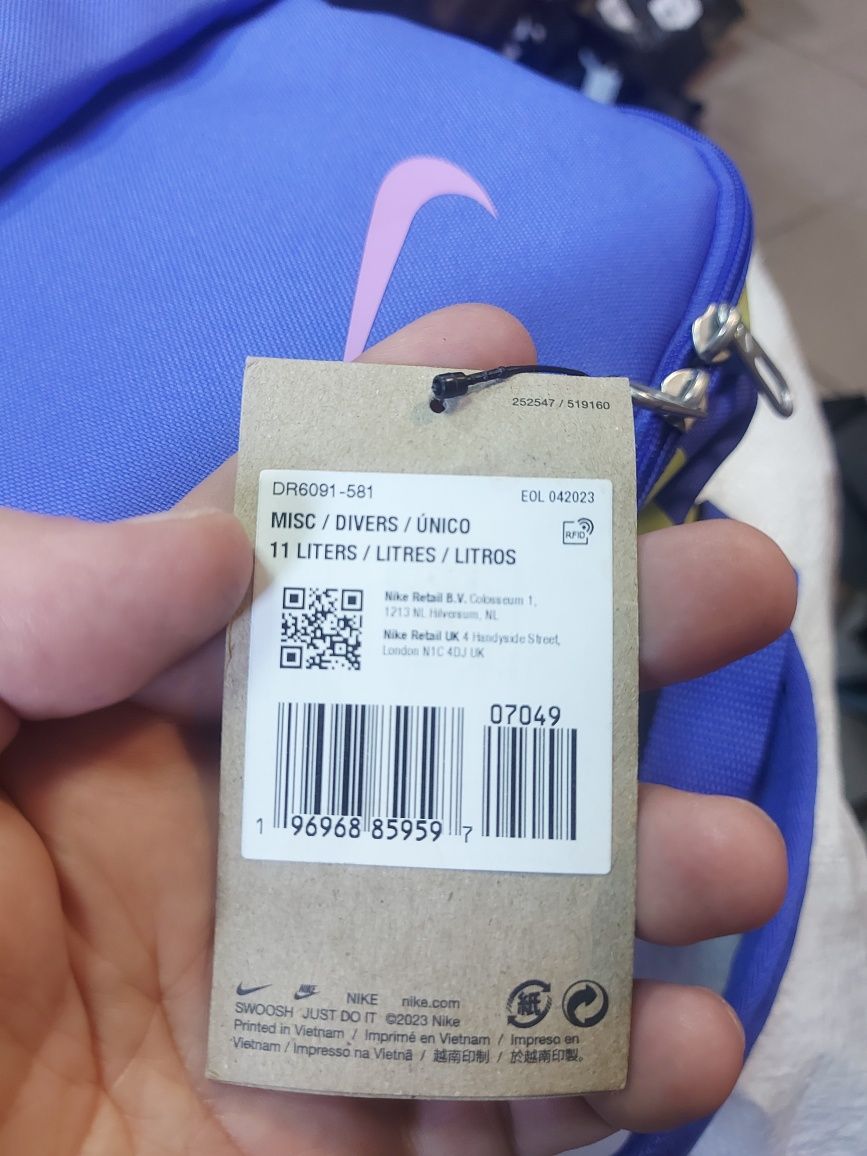 252547 / 519160
DR6091-581
EOL 042023
MISC / DIVERS / ÚNICO
RFID
11 LITERS / LITRES / LITROS
Nike Retail B.V. Colosseum 1,
1213 NL Hilversum, NL
Nike Retail UK 4 Handyside Street,
London N1C 4DJ UK
07049
1 96968 85959 7
NIKE
NIKE nike.com
SWOOSH JUST DO IT ©2023 Nike
紙
Printed in Vietnam / Imprimé en Vietnam / Impreso en
Vietnam / Impresso na Vietnã / 越南印制 / 於越南印製。